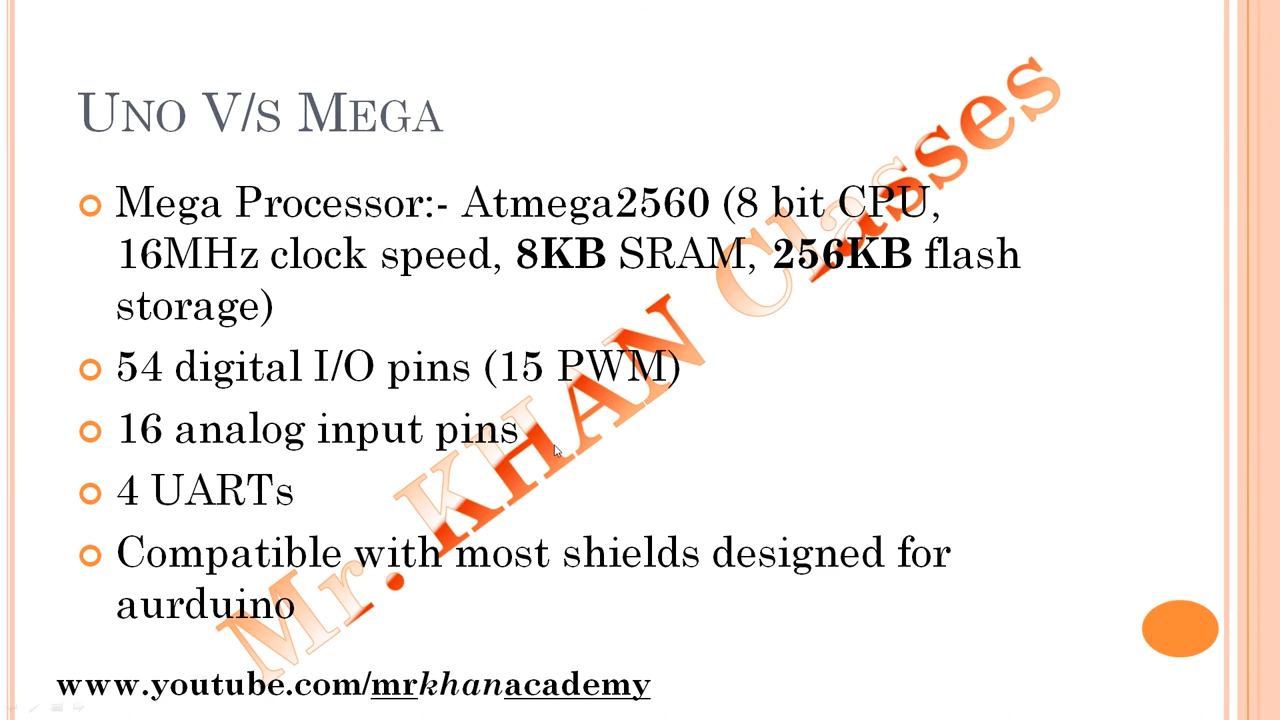 Uno V/s Mega
Mega Processor:- Atmega2560 (8 bit CPU,
16MHz clock speed, 8KB SRAM, 256KB flash
storage)
54 digital I/O pins (15 PWM)
16 analog input pins
4 UARTs
Compatible with most shields designed for
aurduino
Mr. KHAN Classes
www.youtube.com/mrkhanacademy